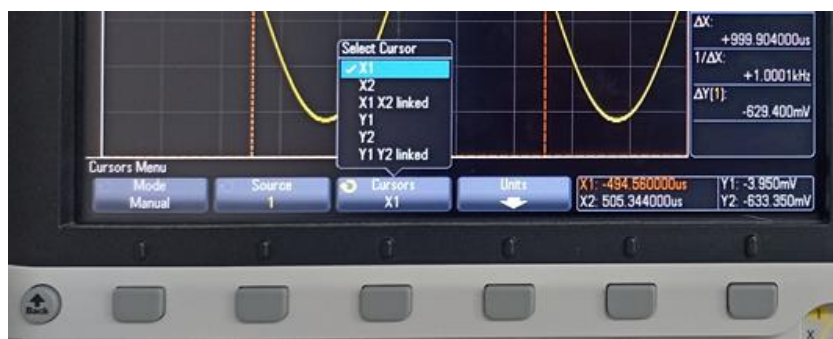 ΔX:
+999.904000us
1/ΔX:
+1.0001kHz
ΔY(1):
-629.400mV
Select Cursor
X1
X2
X1 X2 linked
Y1
Y2
Y1 Y2 linked
Cursors Menu
Mode
Manual
Source
1
Cursors
X1
Units
X1: -494.560000us
X2: 505.344000us
Y1: -3.950mV
Y2: -633.350mV
Back
1
X